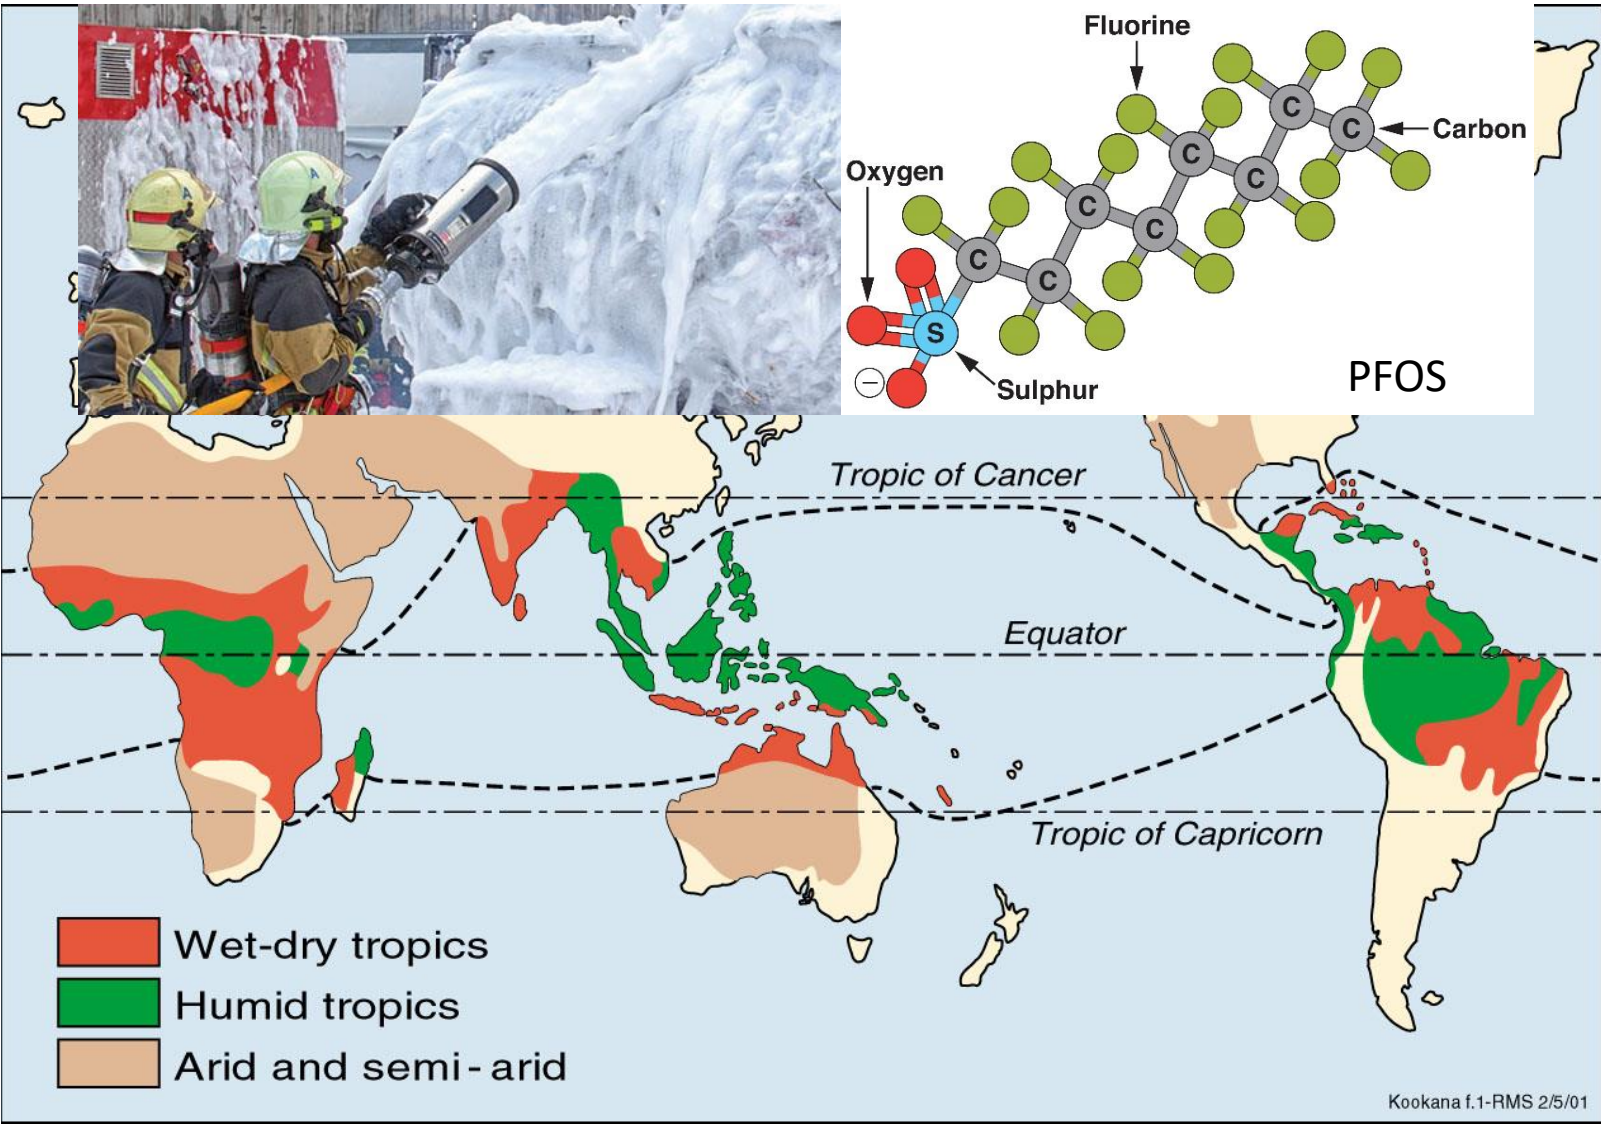 Fluorine
Carbon
Oxygen
C
C
C
C
C
C
C
C
S
−
Sulphur
PFOS
Tropic of Cancer
Equator
Tropic of Capricorn
Wet-dry tropics
Humid tropics
Arid and semi-arid
Kookana f.1-RMS 2/5/01